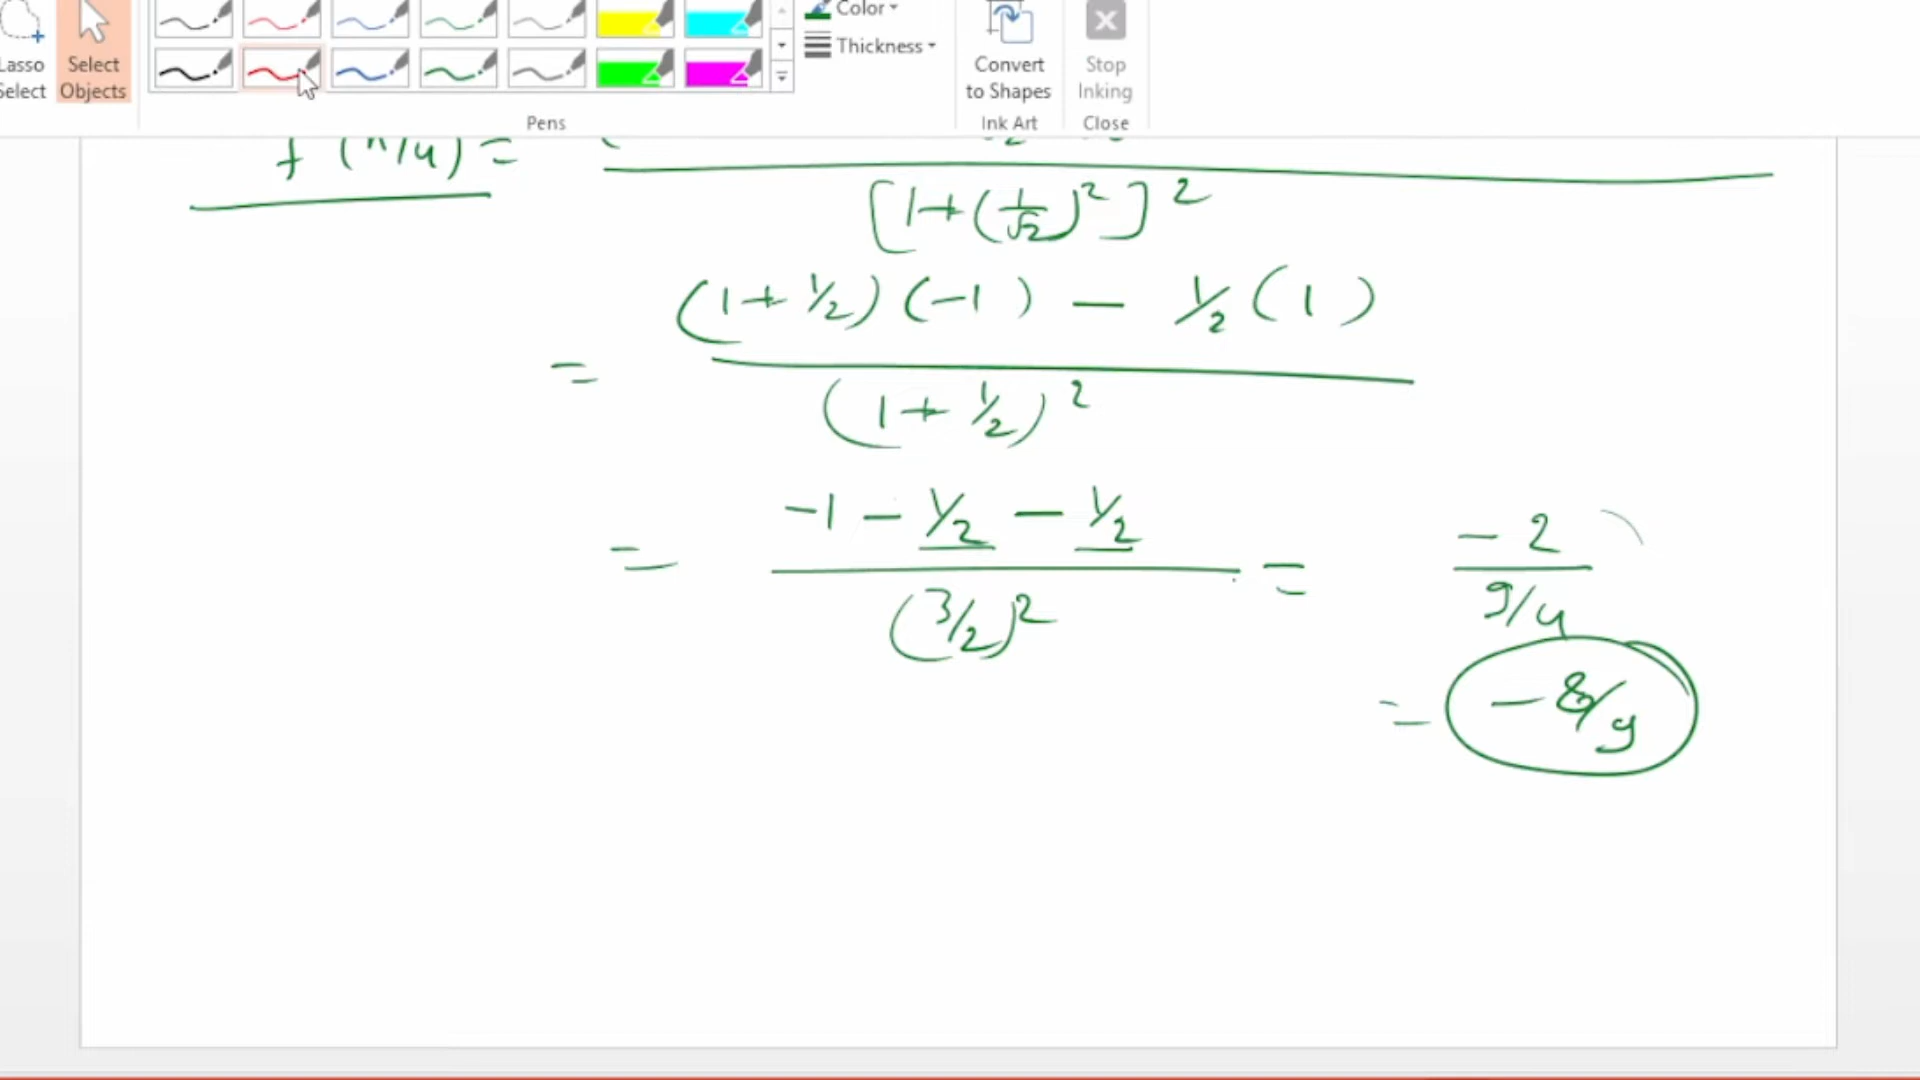 Color
Lasso Select
Select Objects
Thickness
Convert to Shapes
Stop Inking
Pens
Ink Art
Close
f (π/4) =
[1+(1/√2)²]²
= (1+1/2)(-1) - 1/2(1)
(1+1/2)²
= -1 - 1/2 - 1/2 = -2
(3/2)² 9/4
= -8/9